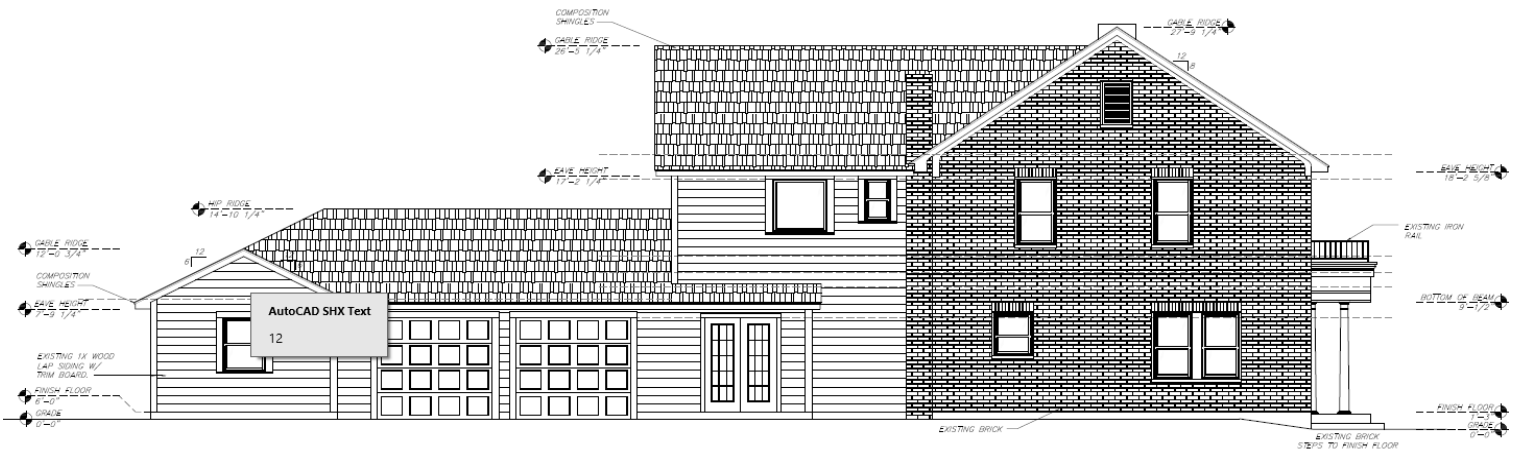 COMPOSITION
SHINGLES
GABLE RIDGE
26'-5 1/4"
GABLE RIDGE
27'-9 1/4"
12
8
EAVE HEIGHT
17'-2 1/4"
EAVE HEIGHT
18'-2 5/8"
HIP RIDGE
14'-10 1/4"
EXISTING IRON
RAIL
GABLE RIDGE
12'-0 3/4"
12
6
COMPOSITION
SHINGLES
EAVE HEIGHT
7'-9 1/4"
BOTTOM OF BEAM
9'-1/2"
AutoCAD SHX Text
12
EXISTING 1X WOOD
LAP SIDING W/
TRIM BOARD.
FINISH FLOOR
6'-0"
GRADE
0'-0"
FINISH FLOOR
1'-3"
GRADE
0'-0"
EXISTING BRICK
EXISTING BRICK
STEPS TO FINISH FLOOR